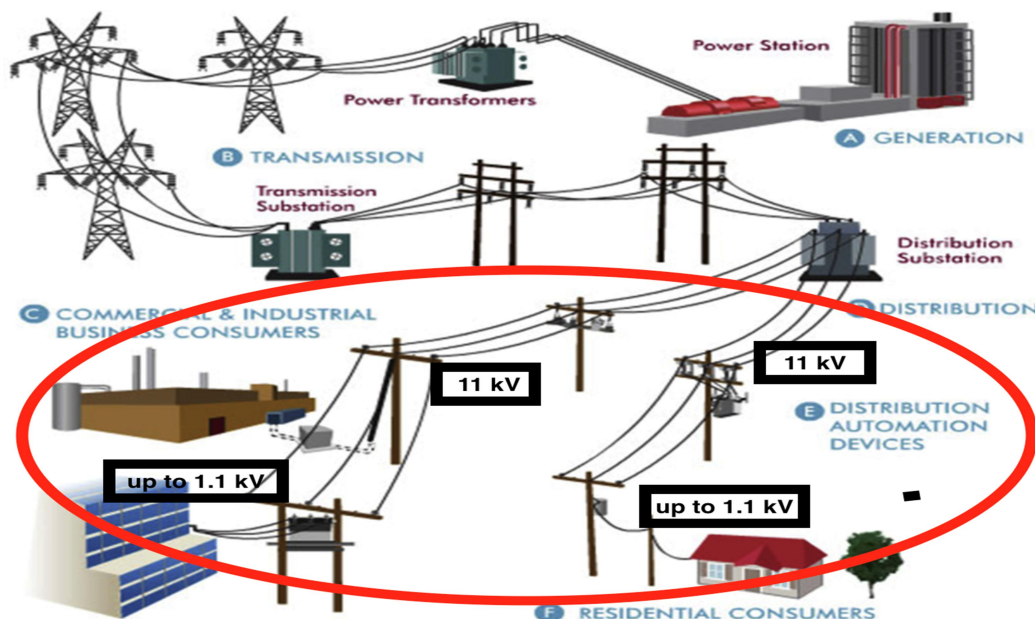 Power Station
Power Transformers
A GENERATION
B TRANSMISSION
Transmission
Substation
Distribution
Substation
C COMMERCIAL & INDUSTRIAL
BUSINESS CONSUMERS
D DISTRIBUTION
11 kV
11 kV
E DISTRIBUTION
AUTOMATION
DEVICES
up to 1.1 kV
up to 1.1 kV
F RESIDENTIAL CONSUMERS